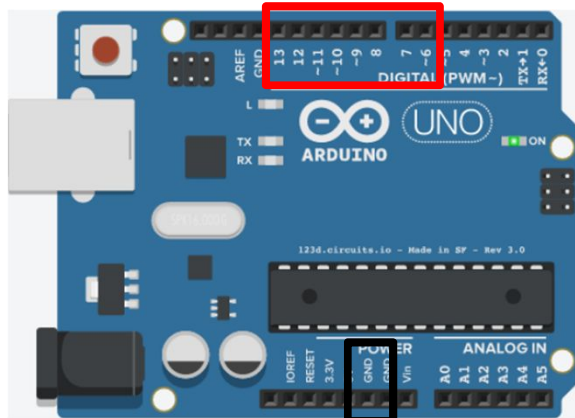 AREF
GND
13
12
~11
~10
~9
8
7
~6
~5
4
~3
2
TX→1
RX←0
DIGITAL (PWM~)
L
TX
RX
ARDUINO
UNO
ON
123d.circuits.io - Made in SF - Rev 3.0
POWER
ANALOG IN
IOREF
RESET
3.3V
GND
GND
Vin
A0
A1
A2
A3
A4
A5